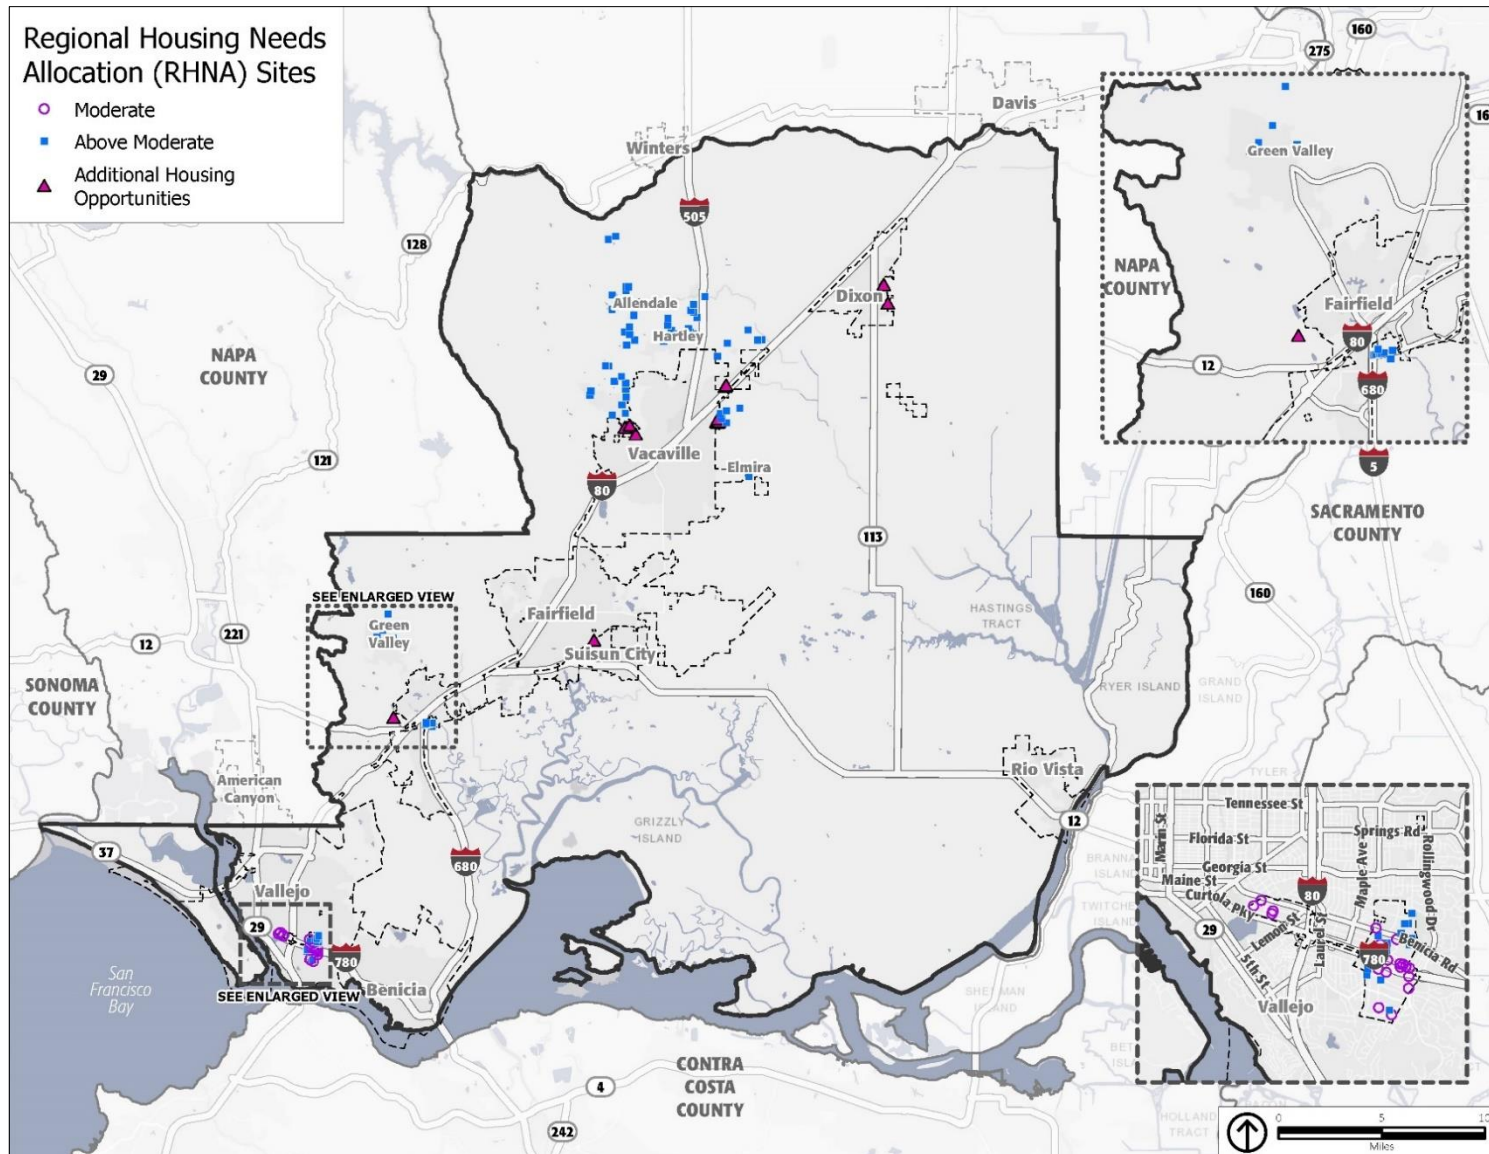 Regional Housing Needs
Allocation (RHNA) Sites
Moderate
Above Moderate
Additional Housing
Opportunities
160
275
Davis
Winters
505
128
Allendale
Hartley
Dixon
NAPA
COUNTY
29
121
Vacaville
80
Elmira
113
SACRAMENTO
COUNTY
5
160
SEE ENLARGED VIEW
Green
Valley
Fairfield
Suisun City
HASTINGS
TRACT
RYER ISLAND
GRAND
ISLAND
12
221
SONOMA
COUNTY
American
Canyon
Rio Vista
12
GRIZZLY
ISLAND
680
37
Vallejo
29
780
SEE ENLARGED VIEW
Benicia
San
Francisco
Bay
CONTRA
COSTA
COUNTY
4
242
TYLER
ISLAND
NAPA
COUNTY
Green Valley
Fairfield
80
12
680
Tennessee St
Florida St
Springs Rd
Georgia St
Maine St
Marin St
Maple Ave
Rollingwood Dr
Curtola Pky
80
29
Lemon St
Laurel St
5th St
780
Benicia Rd
Vallejo
0
5
10
Miles